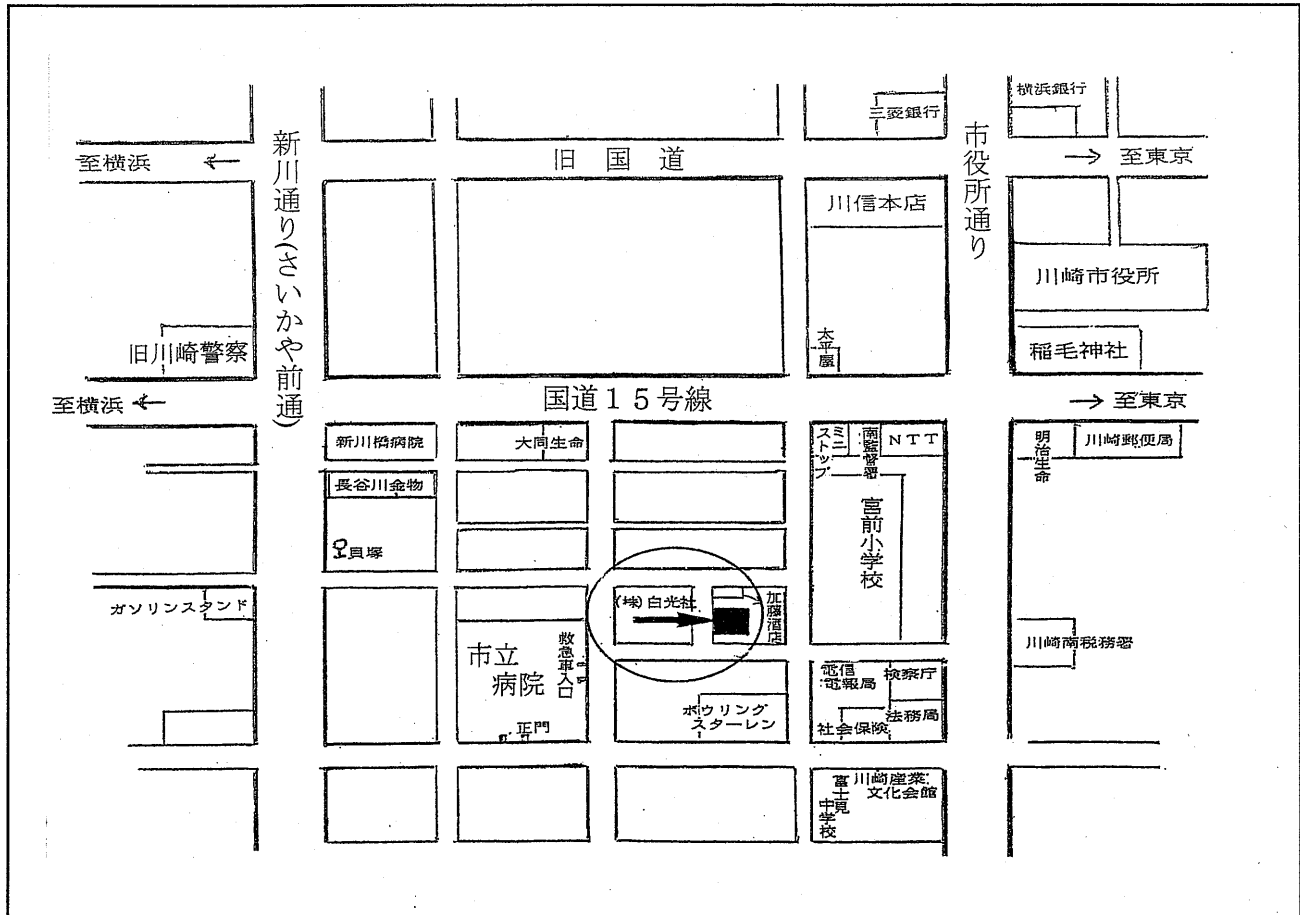 横浜銀行
三菱銀行
至横浜 ←
新川通り(さいかや前通)
旧国道
市役所通り
→ 至東京
川信本店
川崎市役所
太平屋
旧川崎警察
稲毛神社
至横浜 ←
国道15号線
→ 至東京
新川橋病院
大同生命
ミニ
ストップ
南監督署
NTT
明治生命
川崎郵便局
長谷川金物
宮前小学校
貝塚
ガソリンスタンド
(株)白光社
加藤酒店
市立
病院
救急車入口
正門
ボウリング
スターレン
電信
電報局
検察庁
社会保険
法務局
川崎南税務署
富士見
中学校
川崎産業
文化会館